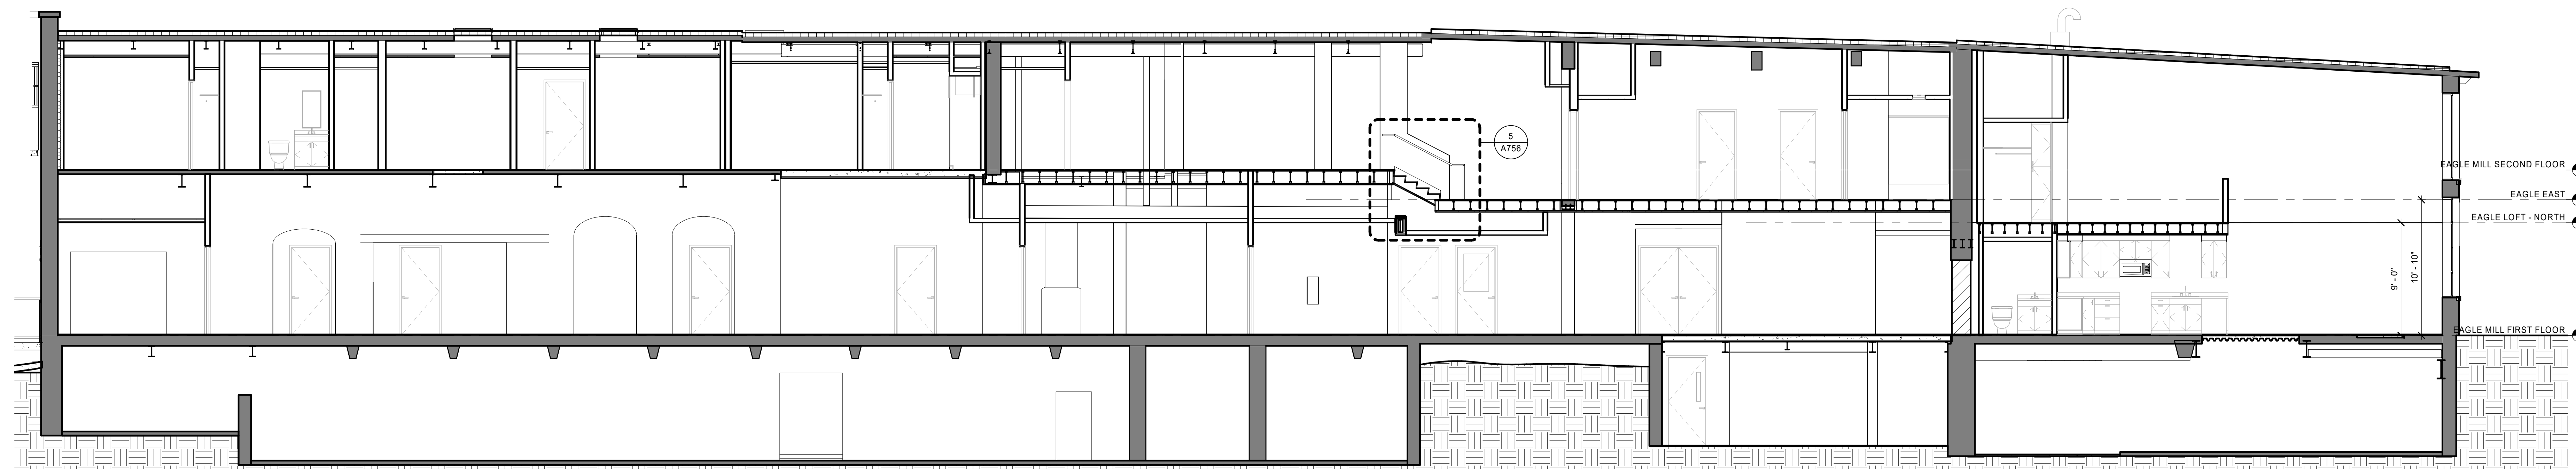 5
A756
EAGLE MILL SECOND FLOOR
EAGLE EAST
EAGLE LOFT - NORTH
9' - 0"
10' - 10"
EAGLE MILL FIRST FLOOR